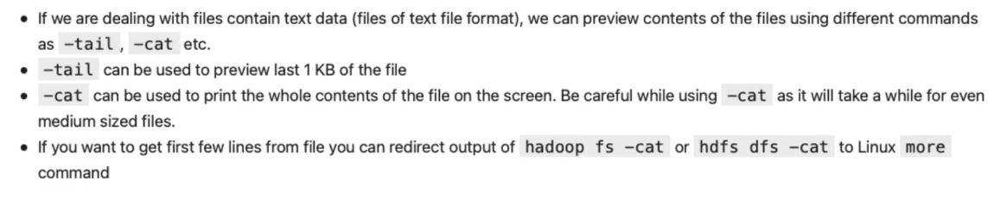 • If we are dealing with files contain text data (files of text file format), we can preview contents of the files using different commands
as -tail , -cat etc.
• -tail can be used to preview last 1 KB of the file
• -cat can be used to print the whole contents of the file on the screen. Be careful while using -cat as it will take a while for even
medium sized files.
• If you want to get first few lines from file you can redirect output of hadoop fs -cat or hdfs dfs -cat to Linux more
command